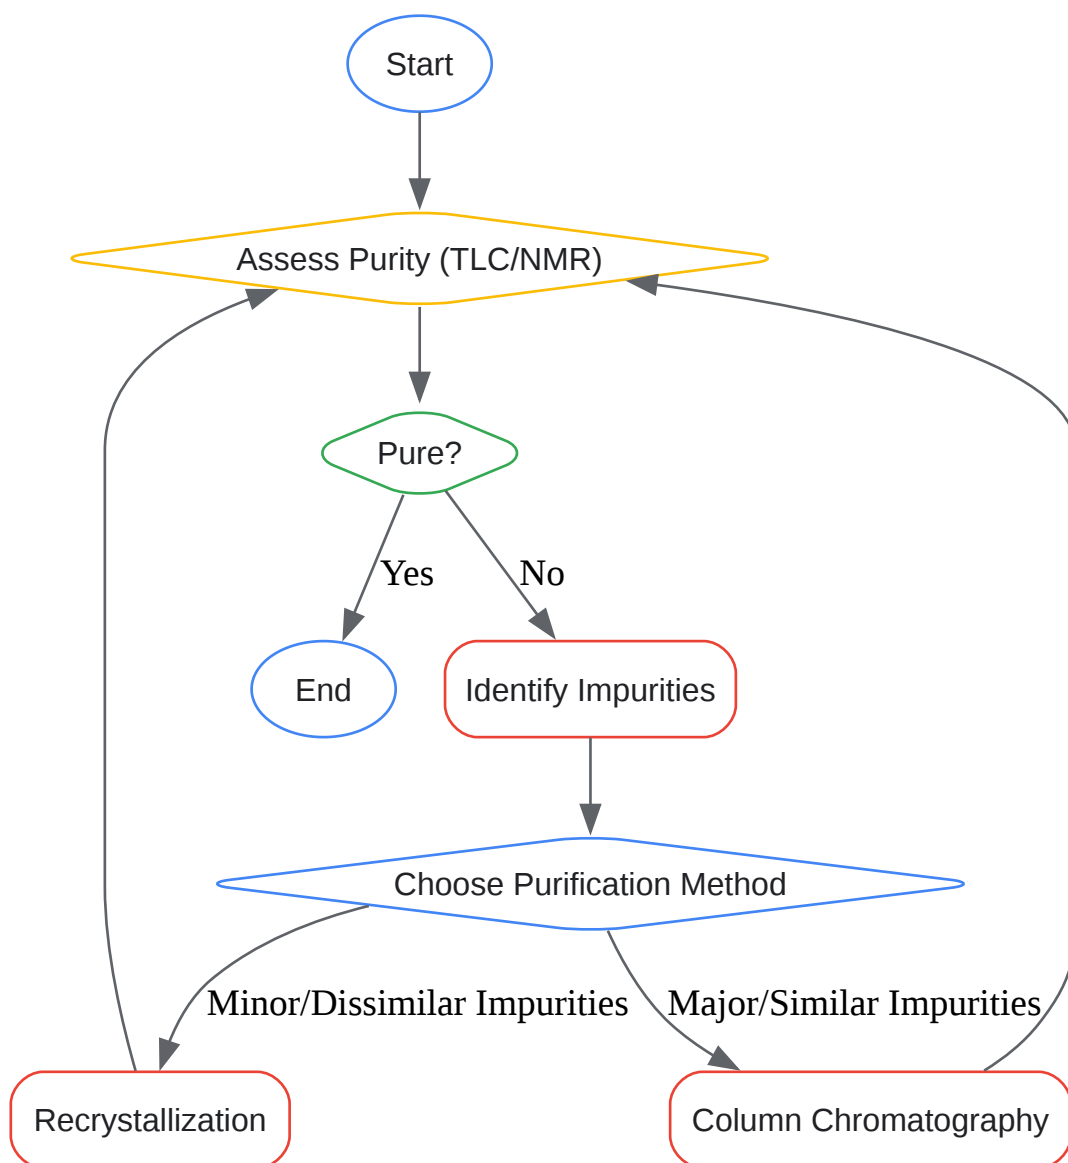 Start
Assess Purity (TLC/NMR)
Pure?
Yes
No
End
Identify Impurities
Choose Purification Method
Minor/Dissimilar Impurities
Major/Similar Impurities
Recrystallization
Column Chromatography